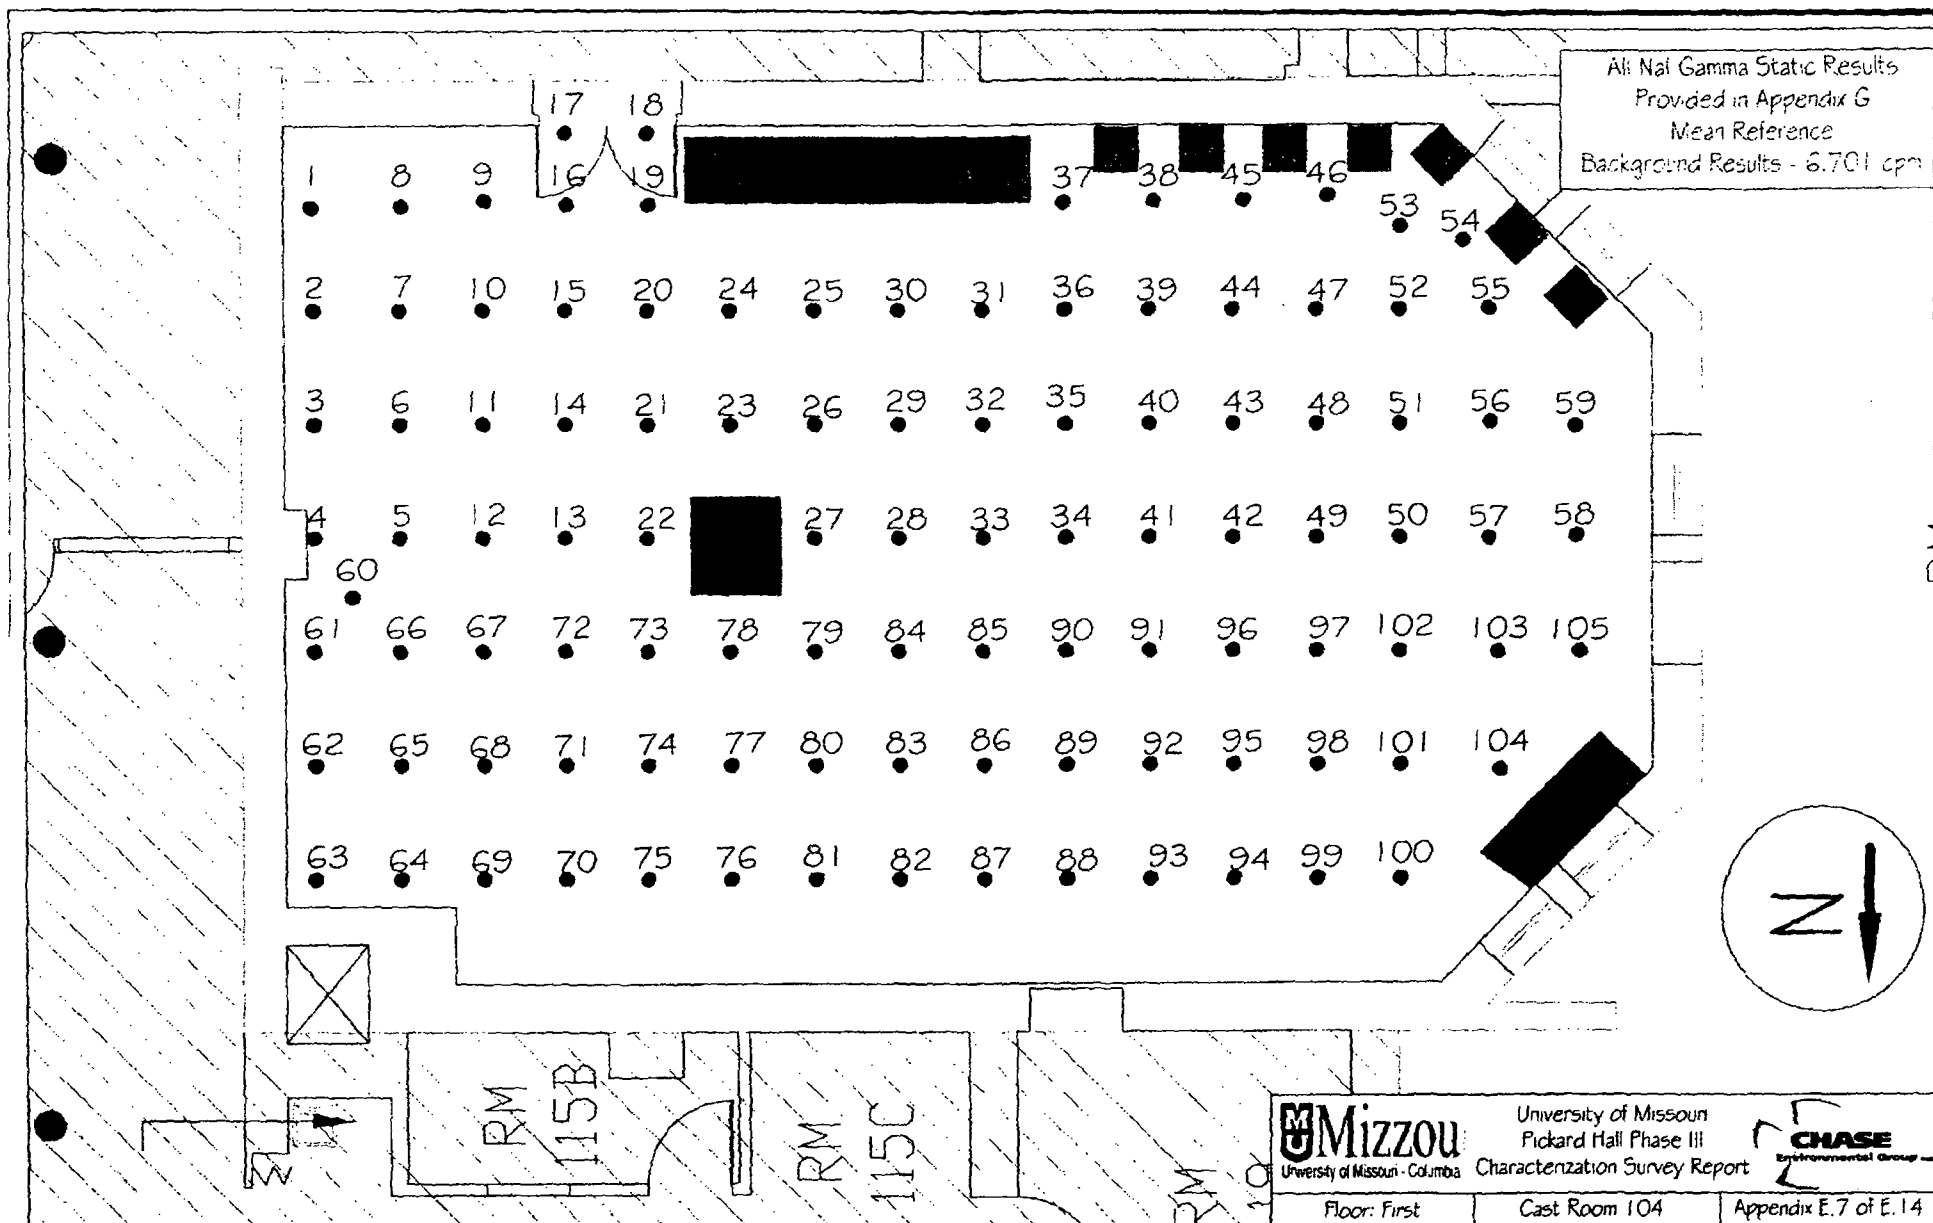 All NaI Gamma Static Results
Provided in Appendix G
Mean Reference
Background Results - 6.701 cpm
17 18
1 8 9 16 19 37 38 45 46
53 54
2 7 10 15 20 24 25 30 31 36 39 44 47 52 55
3 6 11 14 21 23 26 29 32 35 40 43 48 51 56 59
4 5 12 13 22 27 28 33 34 41 42 49 50 57 58
60
61 66 67 72 73 78 79 84 85 90 91 96 97 102 103 105
62 65 68 71 74 77 80 83 86 89 92 95 98 101 104
63 64 69 70 75 76 81 82 87 88 93 94 99 100
N
RM
115B
RM
115C
RM
Mizzou
University of Missouri - Columbia
University of Missouri
Pickard Hall Phase III
Characterization Survey Report
CHASE
Environmental Group
Floor: First
Cast Room 104
Appendix E.7 of E.14